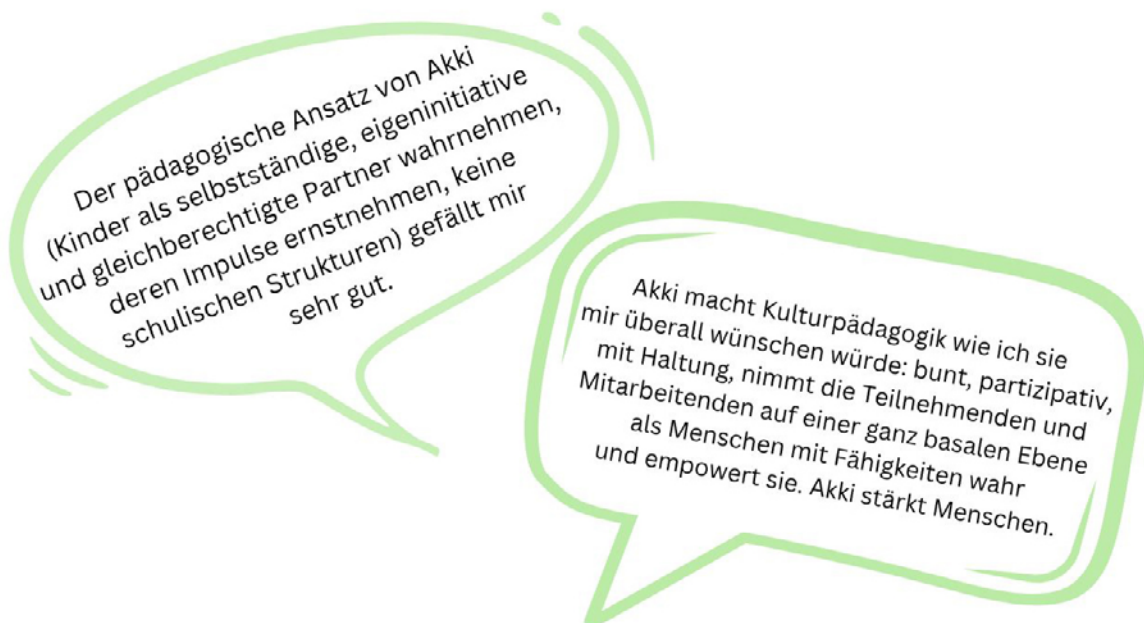 Der pädagogische Ansatz von Akki
(Kinder als selbstständige, eigeninitiative
und gleichberechtigte Partner wahrnehmen,
deren Impulse ernstnehmen, keine
schulischen Strukturen) gefällt mir
sehr gut.
Akki macht Kulturpädagogik wie ich sie
mir überall wünschen würde: bunt, partizipativ,
mit Haltung, nimmt die Teilnehmenden und
Mitarbeitenden auf einer ganz basalen Ebene
als Menschen mit Fähigkeiten wahr
und empowert sie. Akki stärkt Menschen.